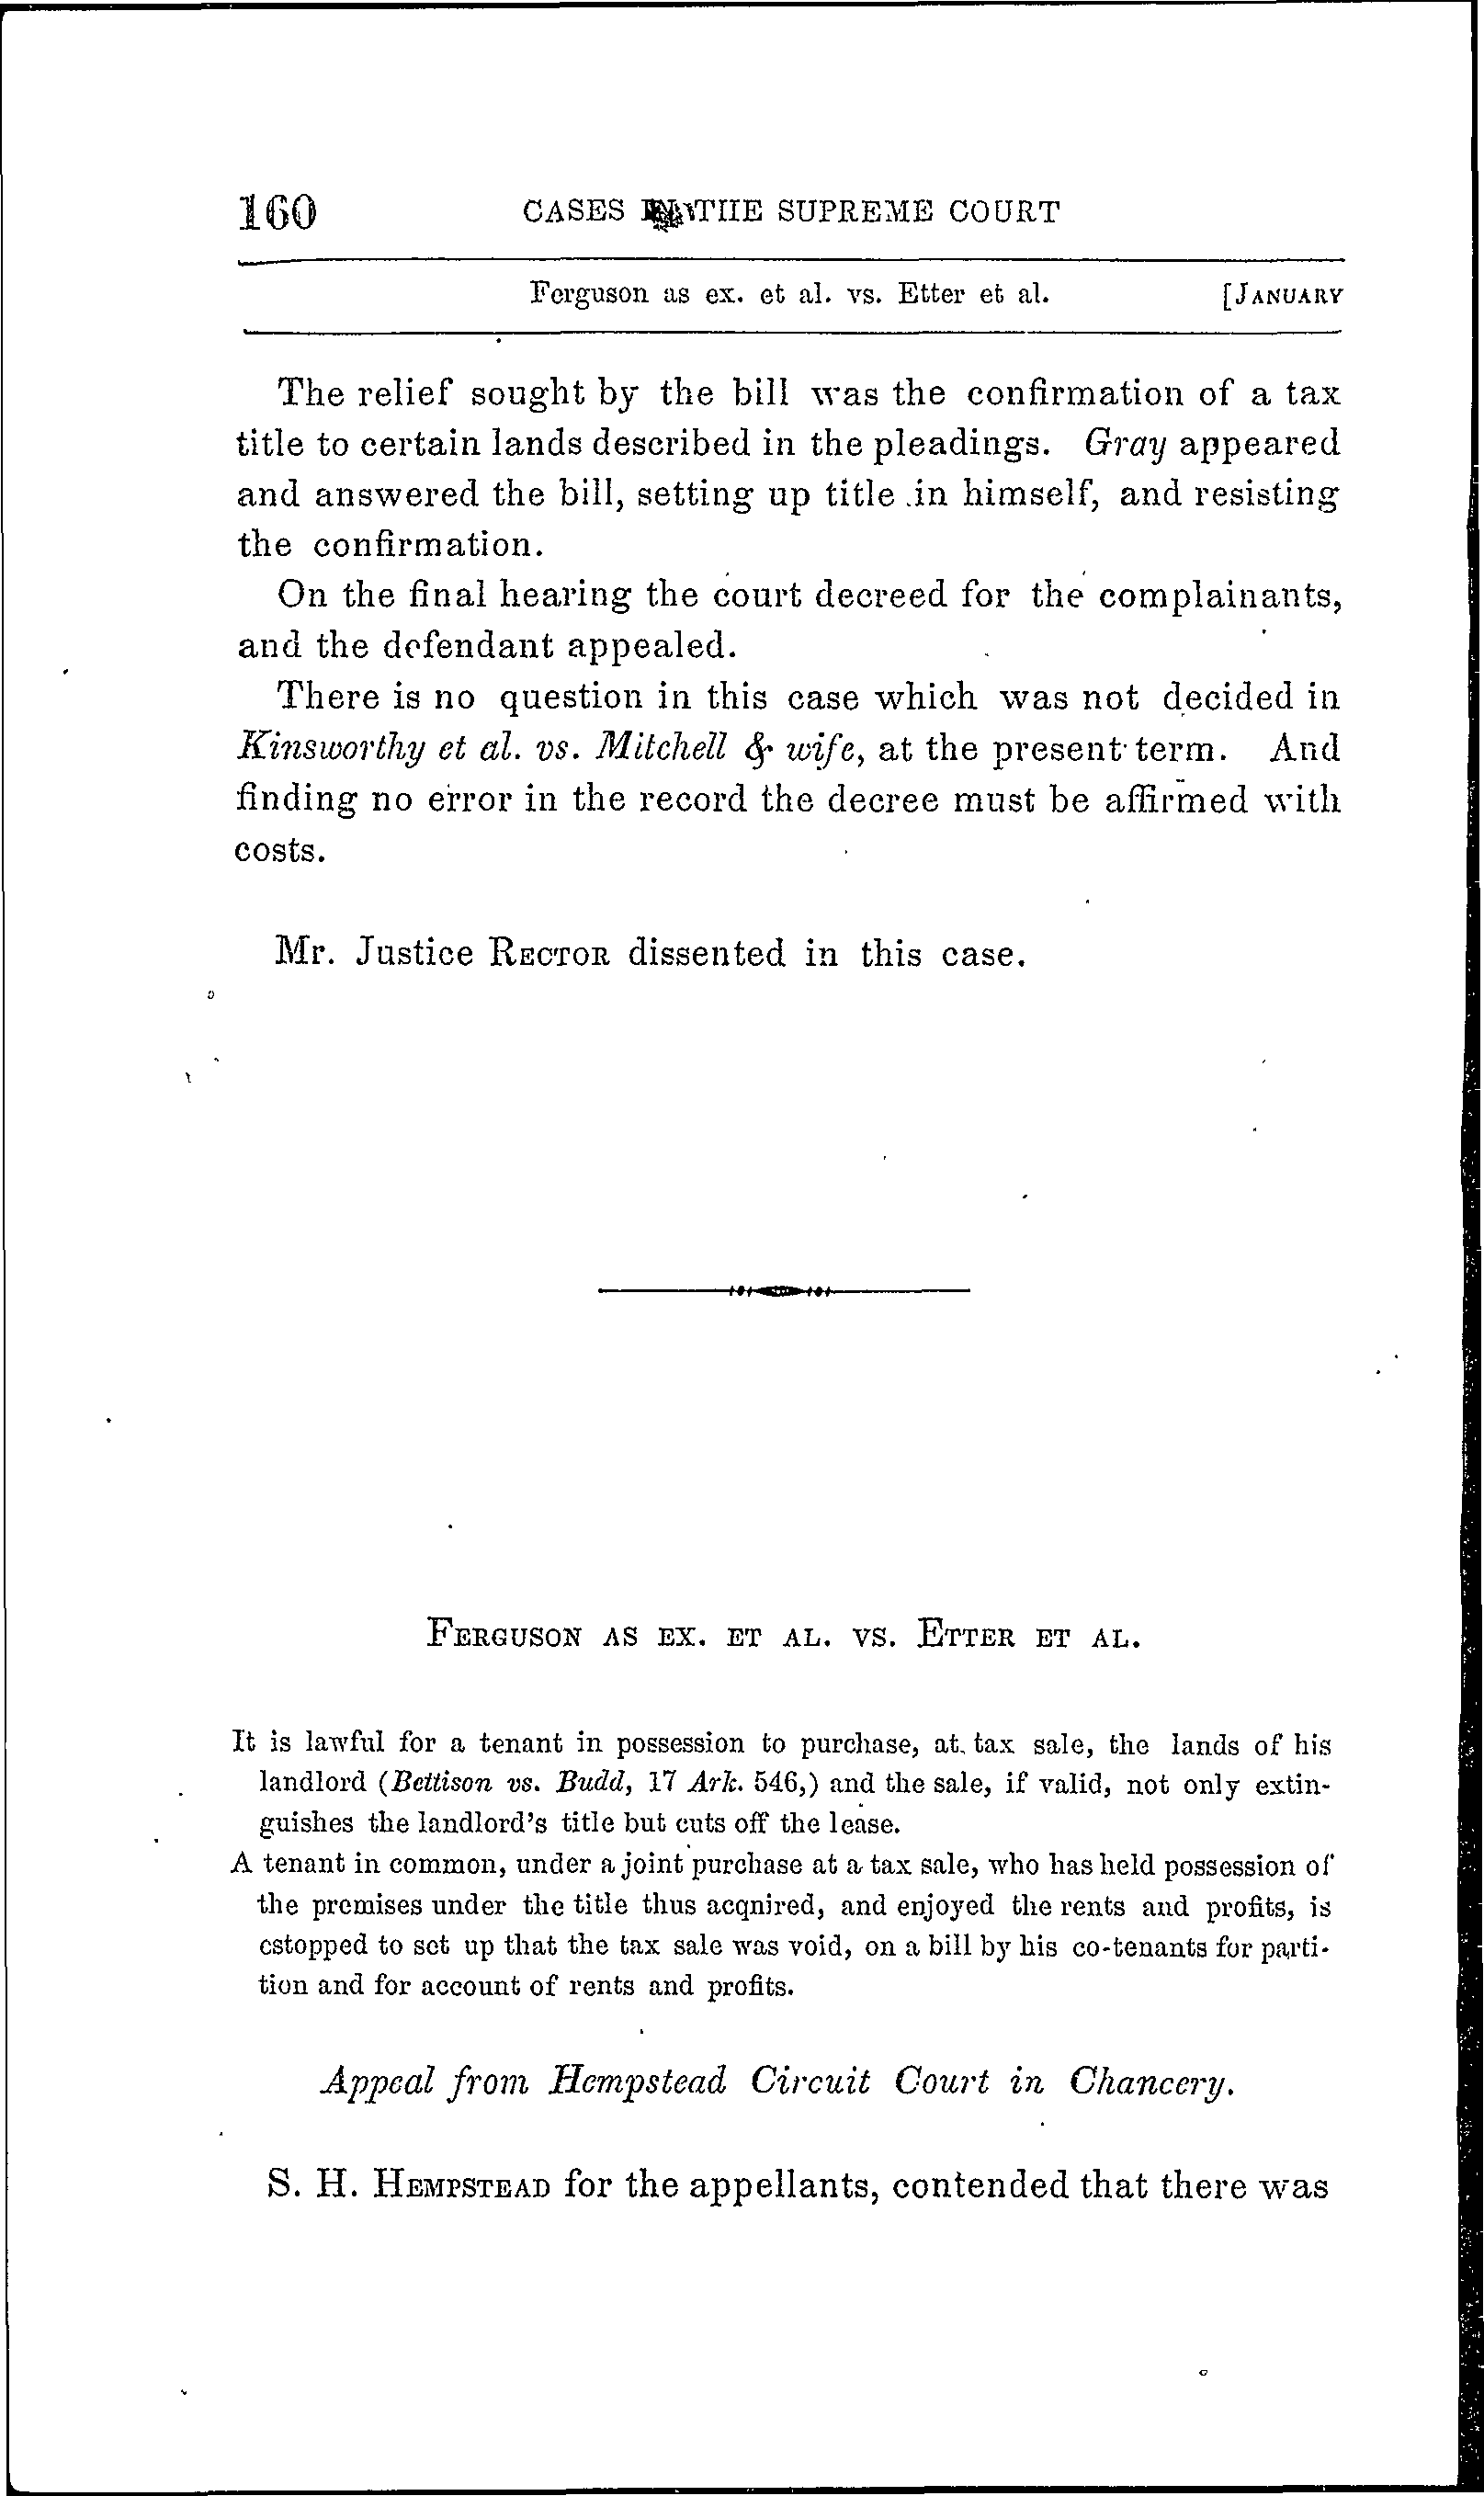 160 CASES IN THE SUPREME COURT
Ferguson as ex. et al. vs. Etter et al. [JANUARY
The relief sought by the bill was the confirmation of a tax
title to certain lands described in the pleadings. Gray appeared
and answered the bill, setting up title in himself, and resisting
the confirmation.
On the final hearing the court decreed for the complainants,
and the defendant appealed.
There is no question in this case which was not decided in
Kinsworthy et al. vs. Mitchell & wife, at the present term. And
finding no error in the record the decree must be affirmed with
costs.
Mr. Justice RECTOR dissented in this case.
FERGUSON AS EX. ET AL. VS. ETTER ET AL.
It is lawful for a tenant in possession to purchase, at tax sale, the lands of his
landlord (Bettison vs. Budd, 17 Ark. 546,) and the sale, if valid, not only extin-
guishes the landlord's title but cuts off the lease.
A tenant in common, under a joint purchase at a tax sale, who has held possession of
the premises under the title thus acqnired, and enjoyed the rents and profits, is
estopped to set up that the tax sale was void, on a bill by his co-tenants for parti-
tion and for account of rents and profits.
Appeal from Hempstead Circuit Court in Chancery.
S. H. HEMPSTEAD for the appellants, contended that there was